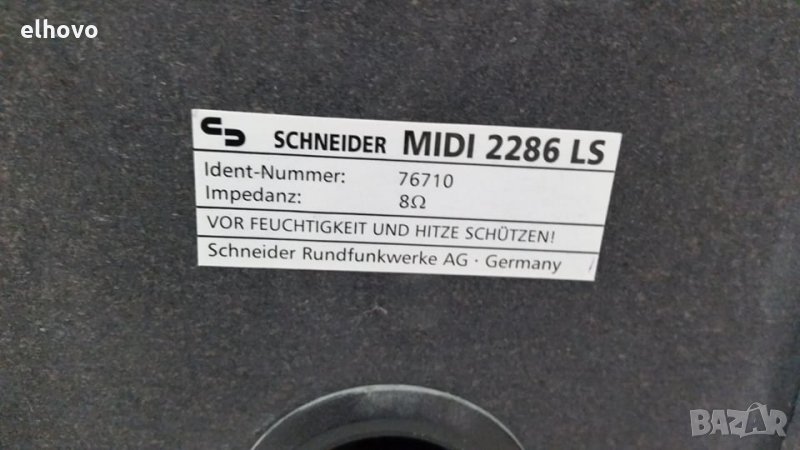 elhovo
SCHNEIDER MIDI 2286 LS
Ident-Nummer: 76710
Impedanz: 8Ω
VOR FEUCHTIGKEIT UND HITZE SCHÜTZEN!
Schneider Rundfunkwerke AG · Germany
BAZAR